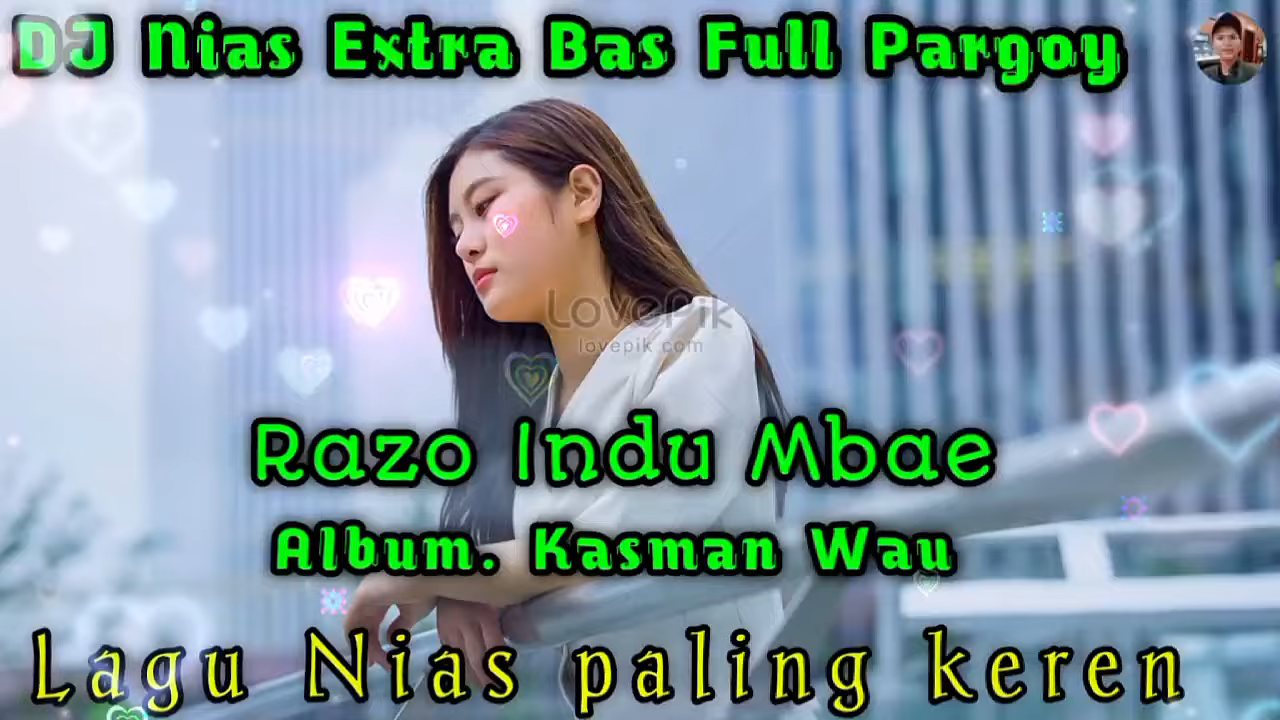 DJ Nias Extra Bas Full Pargoy
LovePik
lovepik.com
Razo Indu Mbae
Album. Kasman Wau
Lagu Nias paling keren